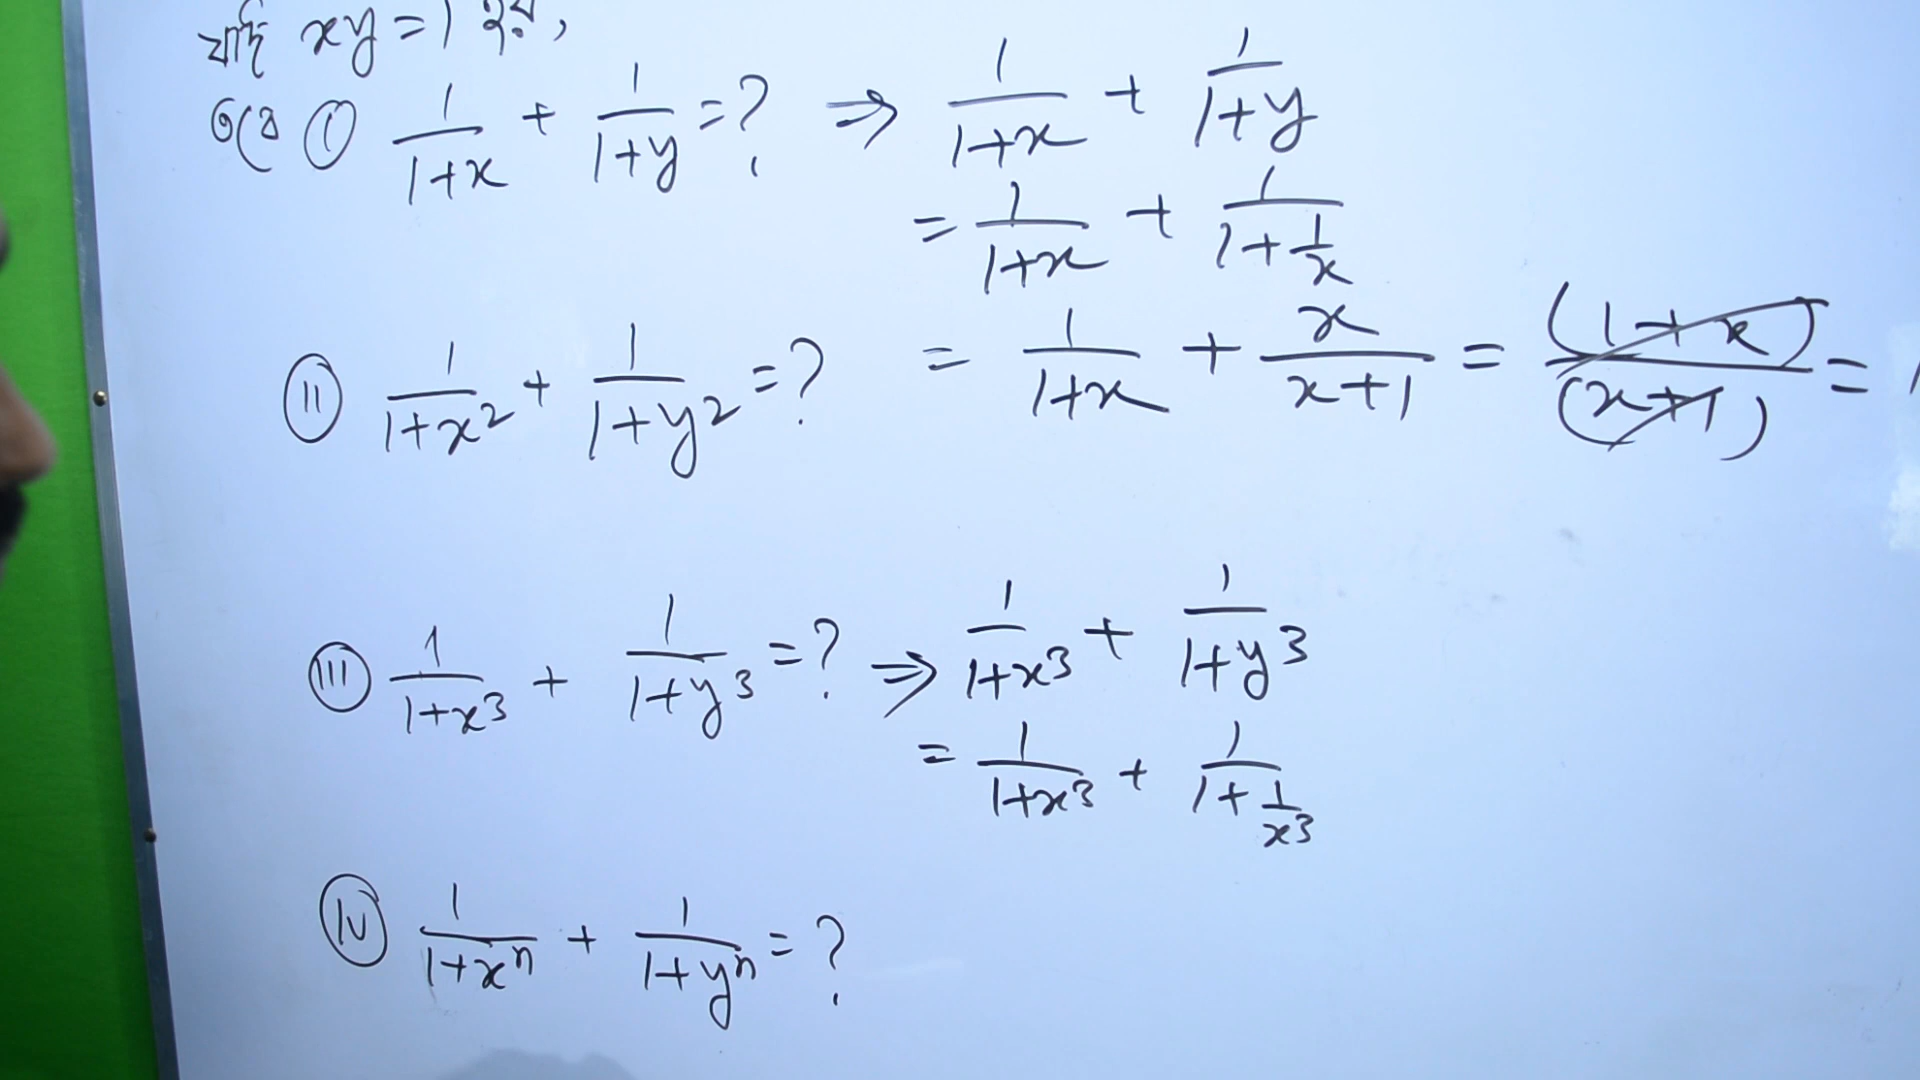 যদি xy = 1 হয়,
তবে (i) 1/(1+x) + 1/(1+y) = ? ⇒ 1/(1+x) + 1/(1+y)
= 1/(1+x) + 1/(1+1/x)
= 1/(1+x) + x/(x+1) = (1+x)/(x+1) = 1
(ii) 1/(1+x²) + 1/(1+y²) = ?
(iii) 1/(1+x³) + 1/(1+y³) = ? ⇒ 1/(1+x³) + 1/(1+y³)
= 1/(1+x³) + 1/(1+1/x³)
(iv) 1/(1+xⁿ) + 1/(1+yⁿ) = ?